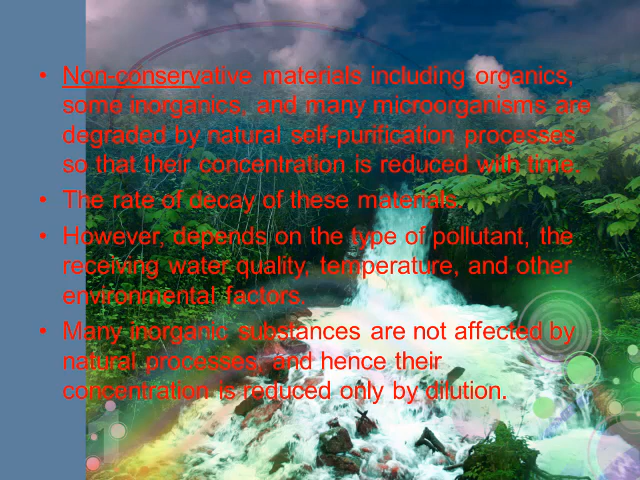 • Non-conservative materials including organics,
some inorganics, and many microorganisms are
degraded by natural self-purification processes
so that their concentration is reduced with time.
• The rate of decay of these materials.
• However, depends on the type of pollutant, the
receiving water quality, temperature, and other
environmental factors.
• Many inorganic substances are not affected by
natural processes, and hence their
concentration is reduced only by dilution.